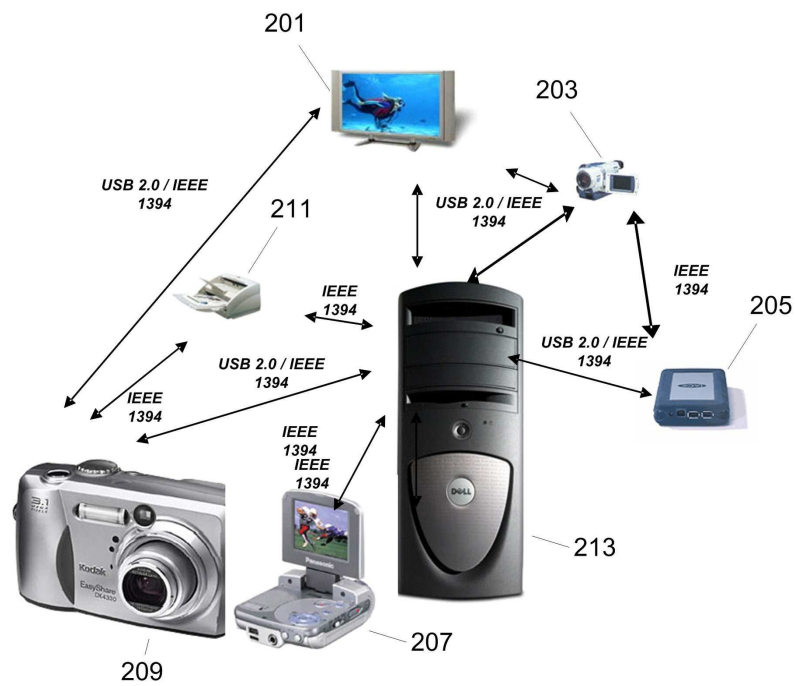 201
203
USB 2.0 / IEEE
1394
USB 2.0 / IEEE
1394
211
IEEE
1394
IEEE
1394
205
USB 2.0 / IEEE
1394
USB 2.0 / IEEE
1394
IEEE
1394
IEEE
1394
IEEE
1394
3.1
Kodak
EasyShare
Panasonic
DELL
213
207
209